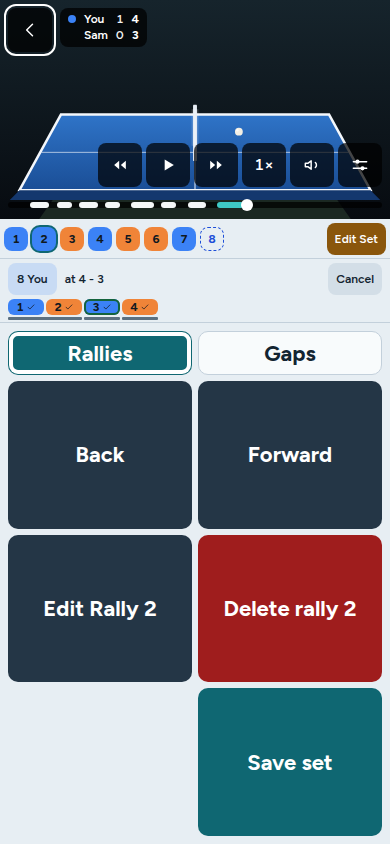 You 1 4
Sam 0 3
1×
1 2 3 4 5 6 7 8 Edit Set
8 You at 4 - 3 Cancel
1 ✓ 2 ✓ 3 ✓ 4 ✓
Rallies Gaps
Back Forward
Edit Rally 2 Delete rally 2
Save set